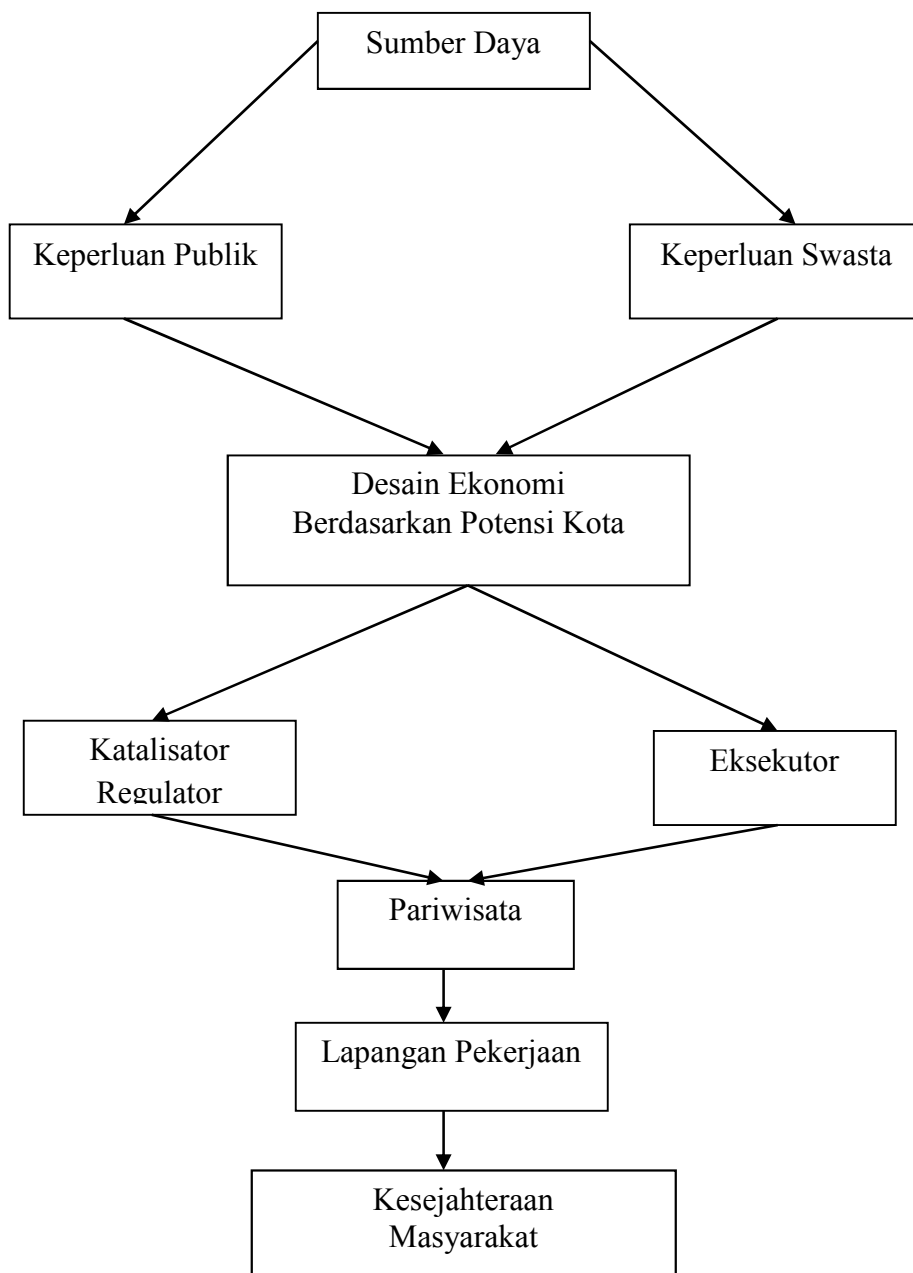 Sumber Daya
Keperluan Publik
Keperluan Swasta
Desain Ekonomi
Berdasarkan Potensi Kota
Katalisator
Regulator
Eksekutor
Pariwisata
Lapangan Pekerjaan
Kesejahteraan
Masyarakat